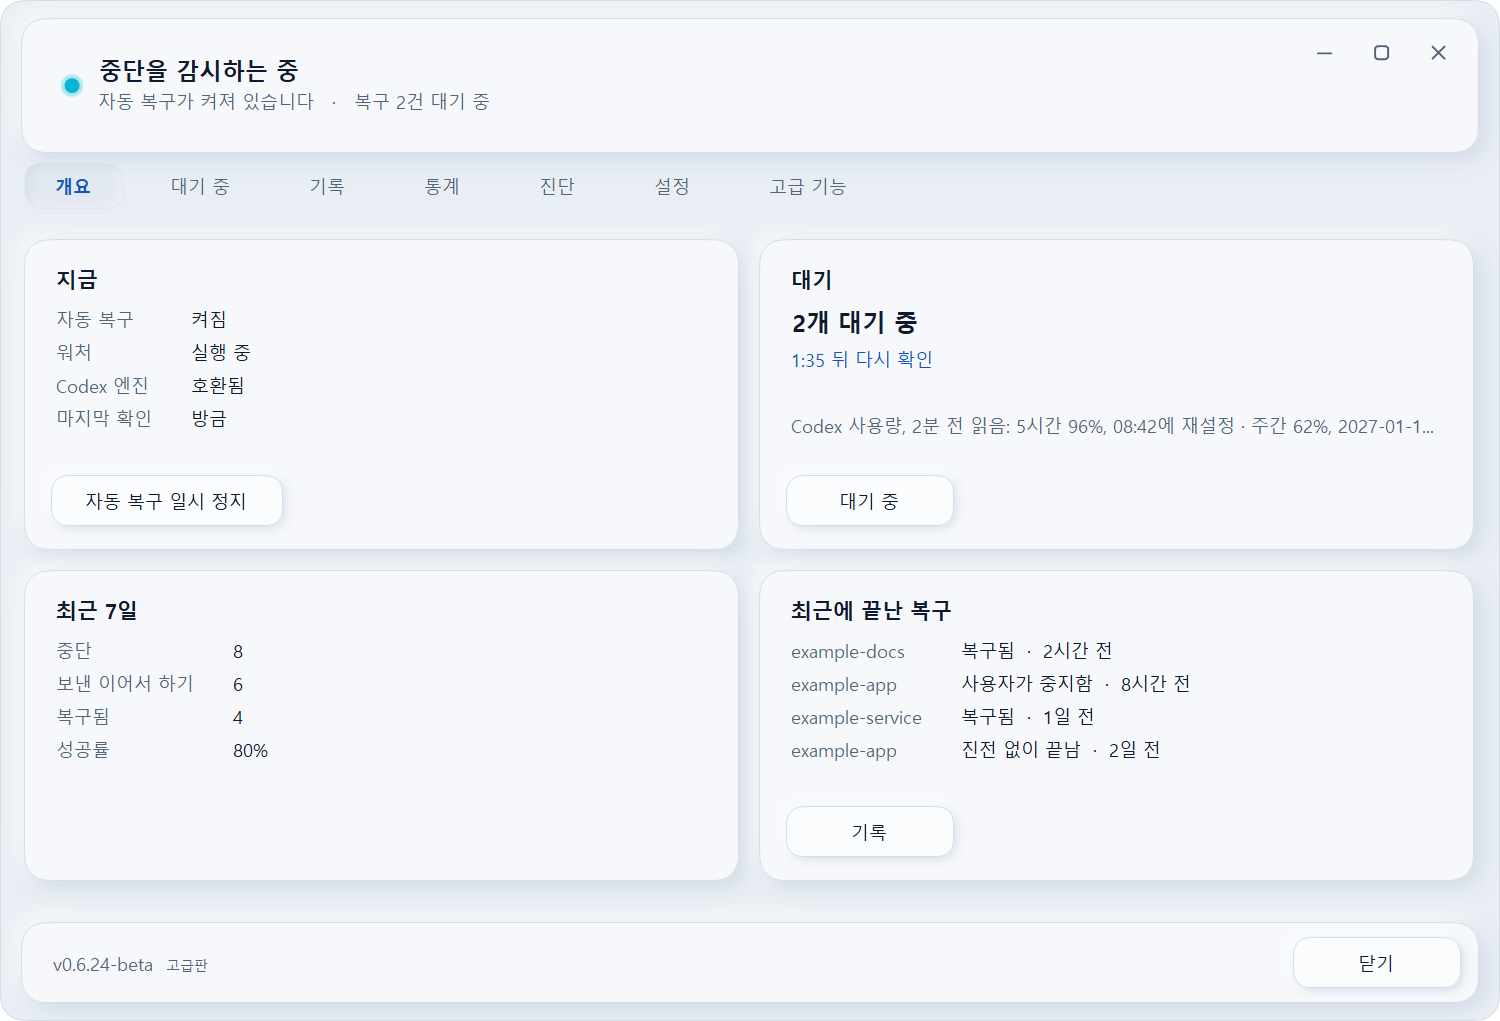 중단을 감시하는 중
자동 복구가 켜져 있습니다 · 복구 2건 대기 중
개요 대기 중 기록 통계 진단 설정 고급 기능
지금
자동 복구 켜짐
워처 실행 중
Codex 엔진 호환됨
마지막 확인 방금
자동 복구 일시 정지
대기
2개 대기 중
1:35 뒤 다시 확인
Codex 사용량, 2분 전 읽음: 5시간 96%, 08:42에 재설정 · 주간 62%, 2027-01-1...
대기 중
최근 7일
중단 8
보낸 이어서 하기 6
복구됨 4
성공률 80%
최근에 끝난 복구
example-docs 복구됨 · 2시간 전
example-app 사용자가 중지함 · 8시간 전
example-service 복구됨 · 1일 전
example-app 진전 없이 끝남 · 2일 전
기록
v0.6.24-beta 고급판
닫기